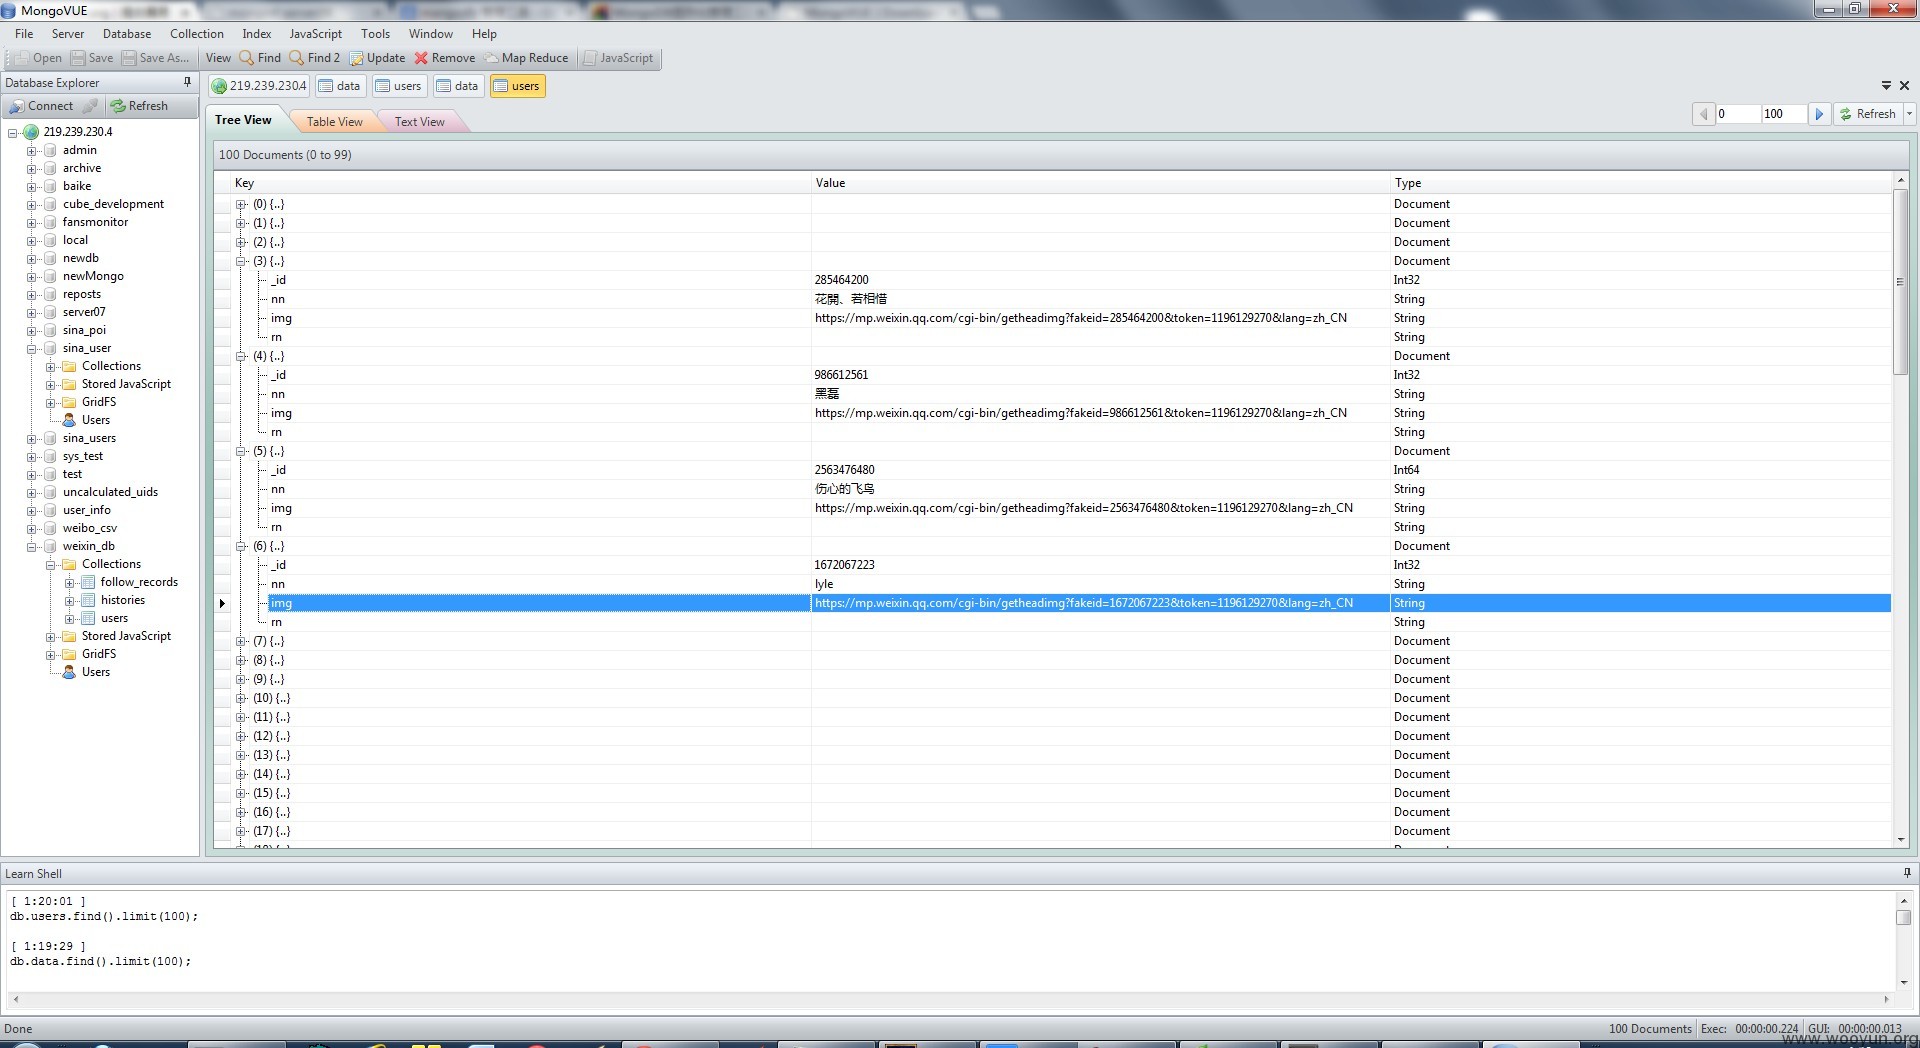 MongoVUE
File Server Database Collection Index JavaScript Tools Window Help
Open Save Save As... View Find Find 2 Update Remove Map Reduce JavaScript
Database Explorer
Connect Refresh
219.239.230.4
admin
archive
baike
cube_development
fansmonitor
local
newdb
newMongo
reposts
server07
sina_poi
sina_user
Collections
Stored JavaScript
GridFS
Users
sina_users
sys_test
test
uncalculated_uids
user_info
weibo_csv
weixin_db
Collections
follow_records
histories
users
Stored JavaScript
GridFS
Users
219.239.230.4 data users data users
Tree View Table View Text View
0 100 Refresh
100 Documents (0 to 99)
Key Value Type
(0) {..} Document
(1) {..} Document
(2) {..} Document
(3) {..} Document
_id 285464200 Int32
nn 花開、若相惜 String
img https://mp.weixin.qq.com/cgi-bin/getheadimg?fakeid=285464200&token=1196129270&lang=zh_CN String
rn String
(4) {..} Document
_id 986612561 Int32
nn 黑磊 String
img https://mp.weixin.qq.com/cgi-bin/getheadimg?fakeid=986612561&token=1196129270&lang=zh_CN String
rn String
(5) {..} Document
_id 2563476480 Int64
nn 伤心的飞鸟 String
img https://mp.weixin.qq.com/cgi-bin/getheadimg?fakeid=2563476480&token=1196129270&lang=zh_CN String
rn String
(6) {..} Document
_id 1672067223 Int32
nn lyle String
img https://mp.weixin.qq.com/cgi-bin/getheadimg?fakeid=1672067223&token=1196129270&lang=zh_CN String
rn String
(7) {..} Document
(8) {..} Document
(9) {..} Document
(10) {..} Document
(11) {..} Document
(12) {..} Document
(13) {..} Document
(14) {..} Document
(15) {..} Document
(16) {..} Document
(17) {..} Document
Learn Shell
[ 1:20:01 ]
db.users.find().limit(100);
[ 1:19:29 ]
db.data.find().limit(100);
Done 100 Documents Exec: 00:00:00.224 GUI: 00:00:00.013
www.wooyun.org